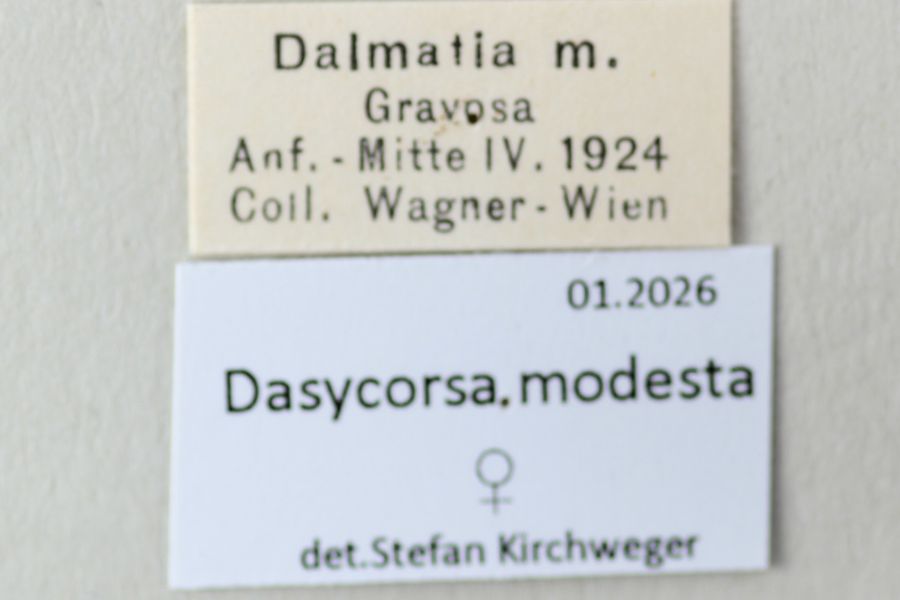 Dalmatia m.
Gravosa
Anf. - Mitte IV. 1924
Coll. Wagner - Wien
01.2026
Dasycorsa modesta
♀
det.Stefan Kirchweger